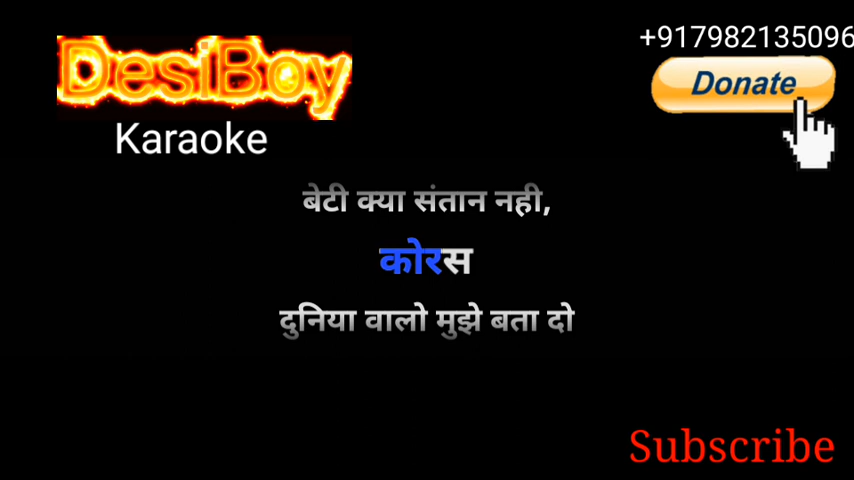 DesiBoy
Karaoke
+917982135096
Donate
बेटी क्या संतान नही,
कोरस
दुनिया वालो मुझे बता दो
Subscribe